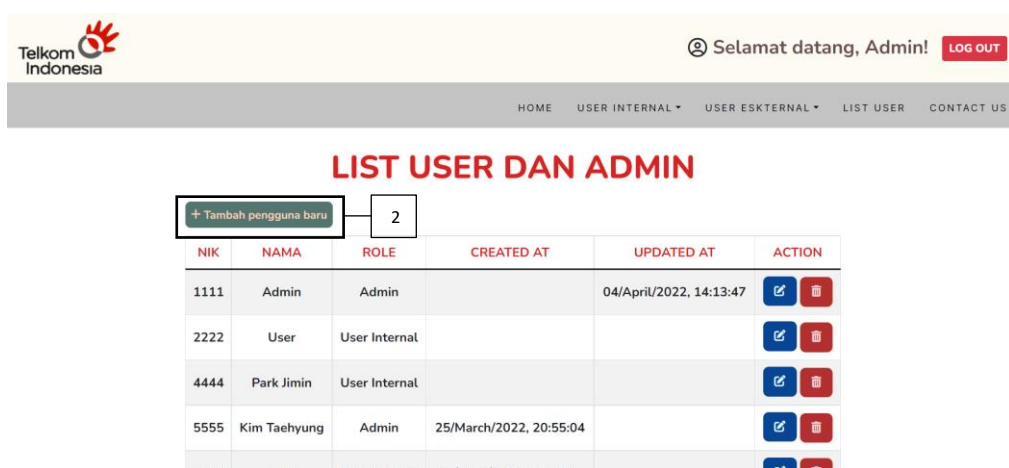 Telkom
Indonesia
Selamat datang, Admin! LOG OUT
HOME USER INTERNAL USER ESKTERNAL LIST USER CONTACT US
LIST USER DAN ADMIN
+ Tambah pengguna baru 2
NIK NAMA ROLE CREATED AT UPDATED AT ACTION
1111 Admin Admin 04/April/2022, 14:13:47
2222 User User Internal
4444 Park Jimin User Internal
5555 Kim Taehyung Admin 25/March/2022, 20:55:04